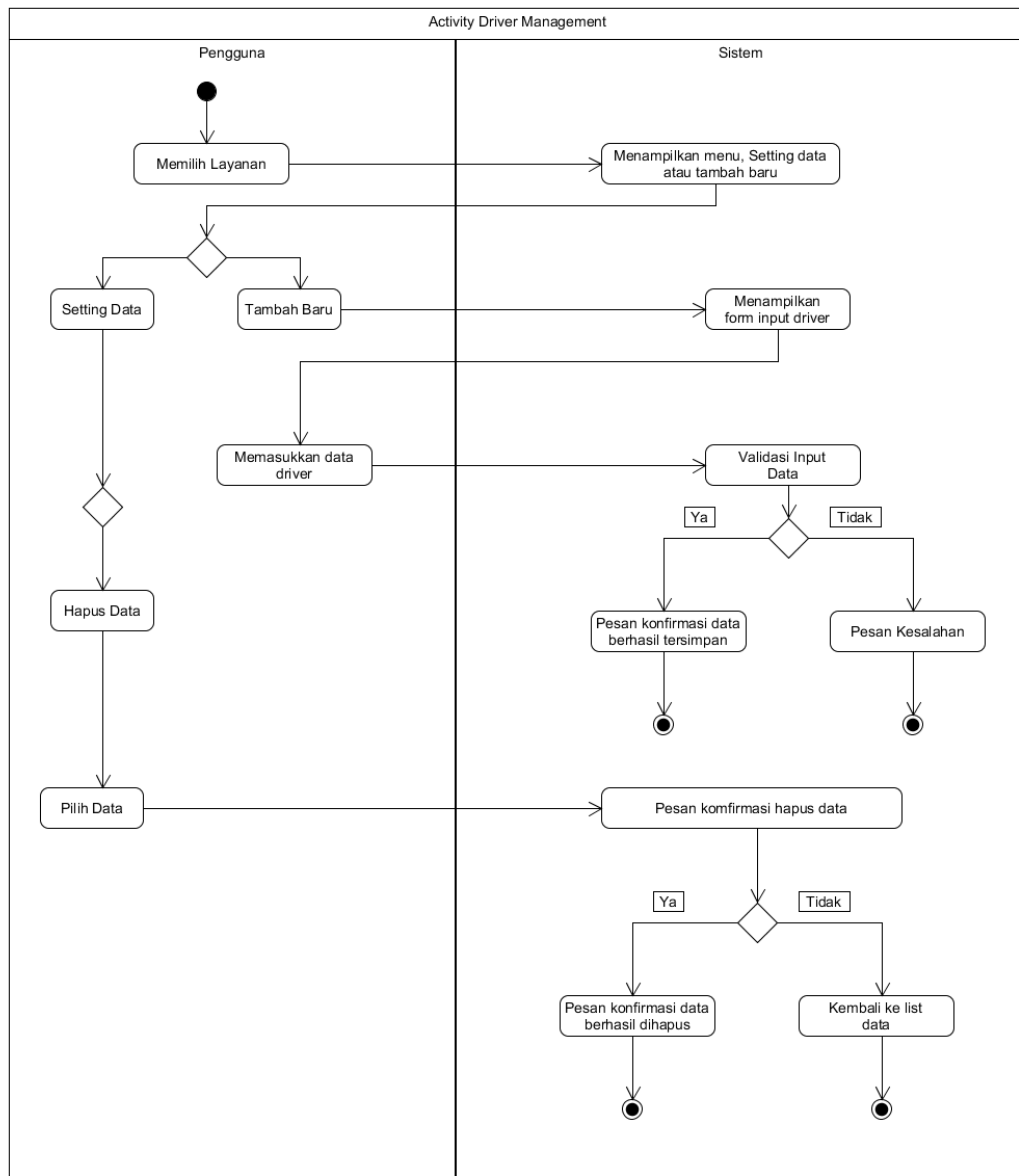 Activity Driver Management
Pengguna
Sistem
Memilih Layanan
Menampilkan menu, Setting data
atau tambah baru
Setting Data
Tambah Baru
Menampilkan
form input driver
Memasukkan data
driver
Validasi Input
Data
Ya
Tidak
Hapus Data
Pesan konfirmasi data
berhasil tersimpan
Pesan Kesalahan
Pilih Data
Pesan komfirmasi hapus data
Ya
Tidak
Pesan konfirmasi data
berhasil dihapus
Kembali ke list
data